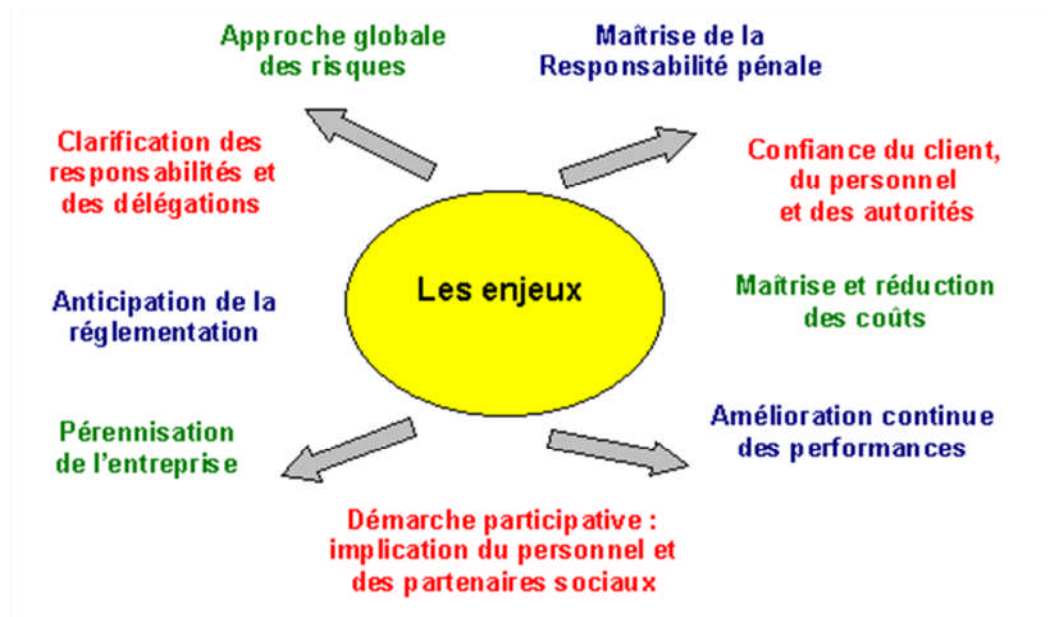 Approche globale
des risques
Maîtrise de la
Responsabilité pénale
Clarification des
responsabilités et
des délégations
Confiance du client,
du personnel
et des autorités
Les enjeux
Anticipation de la
réglementation
Maîtrise et réduction
des coûts
Pérennisation
de l'entreprise
Amélioration continue
des performances
Démarche participative :
implication du personnel et
des partenaires sociaux